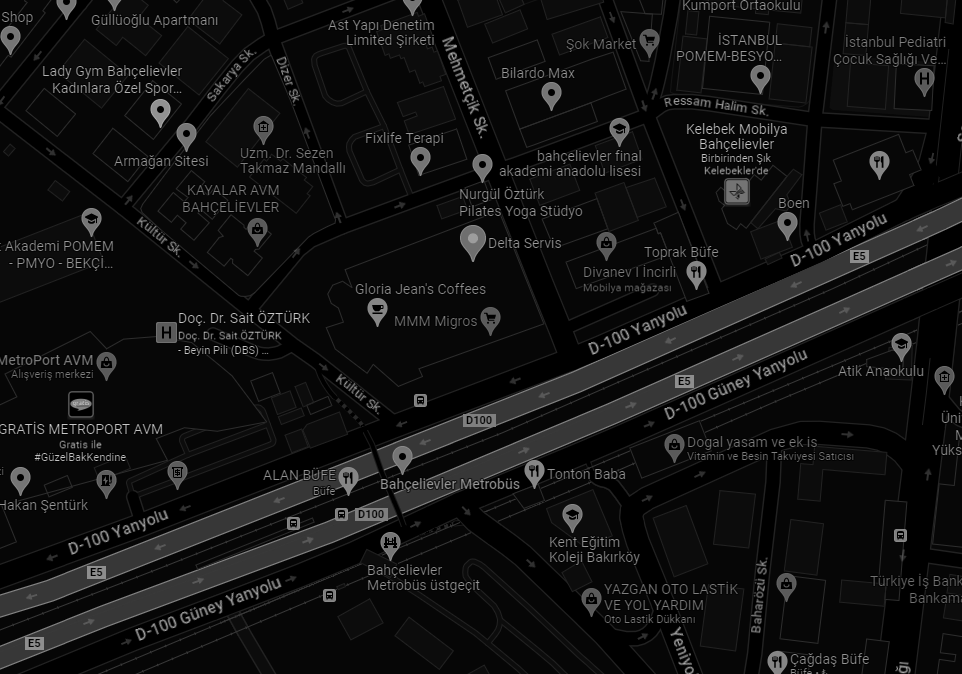 Shop
Güllüoğlu Apartmanı
Ast Yapı Denetim
Limited Şirketi
Kumport Ortaokulu
Şok Market
İSTANBUL
POMEM-BESYO...
İstanbul Pediatri
Çocuk Sağlığı Ve...
Mehmetçik Sk.
Sakarya Sk.
Dizer Sk.
Lady Gym Bahçelievler
Kadınlara Özel Spor...
Bilardo Max
Ressam Halim Sk.
Kelebek Mobilya
Bahçelievler
Birbirinden Şık
Kelebekler'de
Armağan Sitesi
Uzm. Dr. Sezen
Takmaz Mandallı
Fixlife Terapi
bahçelievler final
akademi anadolu lisesi
KAYALAR AVM
BAHÇELİEVLER
Nurgül Öztürk
Pilates Yoga Stüdyo
Boen
Akademi POMEM
- PMYO - BEKÇİ...
Kültür Sk.
Delta Servis
Toprak Büfe
D-100 Yanyolu
E5
Divanev I İncirli
Mobilya mağazası
Gloria Jean's Coffees
MMM Migros
Doç. Dr. Sait ÖZTÜRK
Doç. Dr. Sait ÖZTÜRK
- Beyin Pili (DBS) ...
D-100 Yanyolu
MetroPort AVM
Alışveriş merkezi
Kültür Sk.
E5
D-100 Güney Yanyolu
Atik Anaokulu
GRATİS METROPORT AVM
Gratis ile
#GüzelBakKendine
D100
Doğal yasam ve ek is
Vitamin ve Besin Takviyesi Satıcısı
Hakan Şentürk
ALAN BÜFE
Büfe
Bahçelievler Metrobüs
Tonton Baba
D100
D-100 Yanyolu
E5
Kent Eğitim
Koleji Bakırköy
Bahçelievler
Metrobüs üstgeçit
D-100 Güney Yanyolu
E5
YAZGAN OTO LASTİK
VE YOL YARDIM
Oto Lastik Dükkanı
Baharözü Sk.
Türkiye İş Bank
Bankama
Yeniyo
Çağdaş Büfe